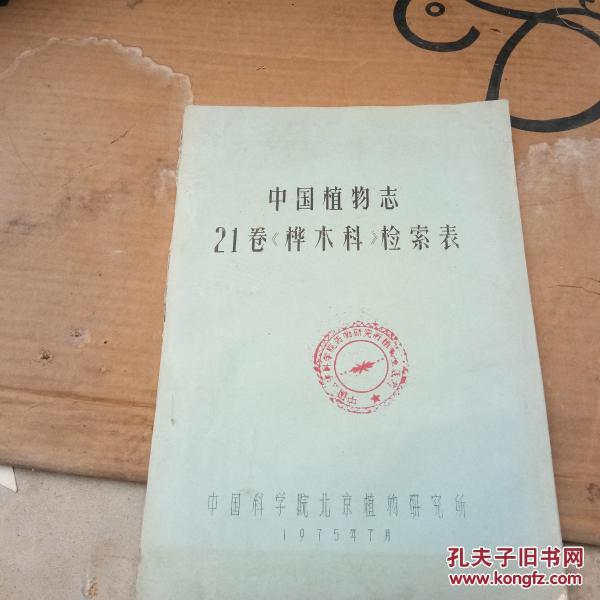 中国植物志
21卷《桦木科》检索表
中国科学院北京植物研究所
1975年7月
孔夫子旧书网
www.kongfz.com